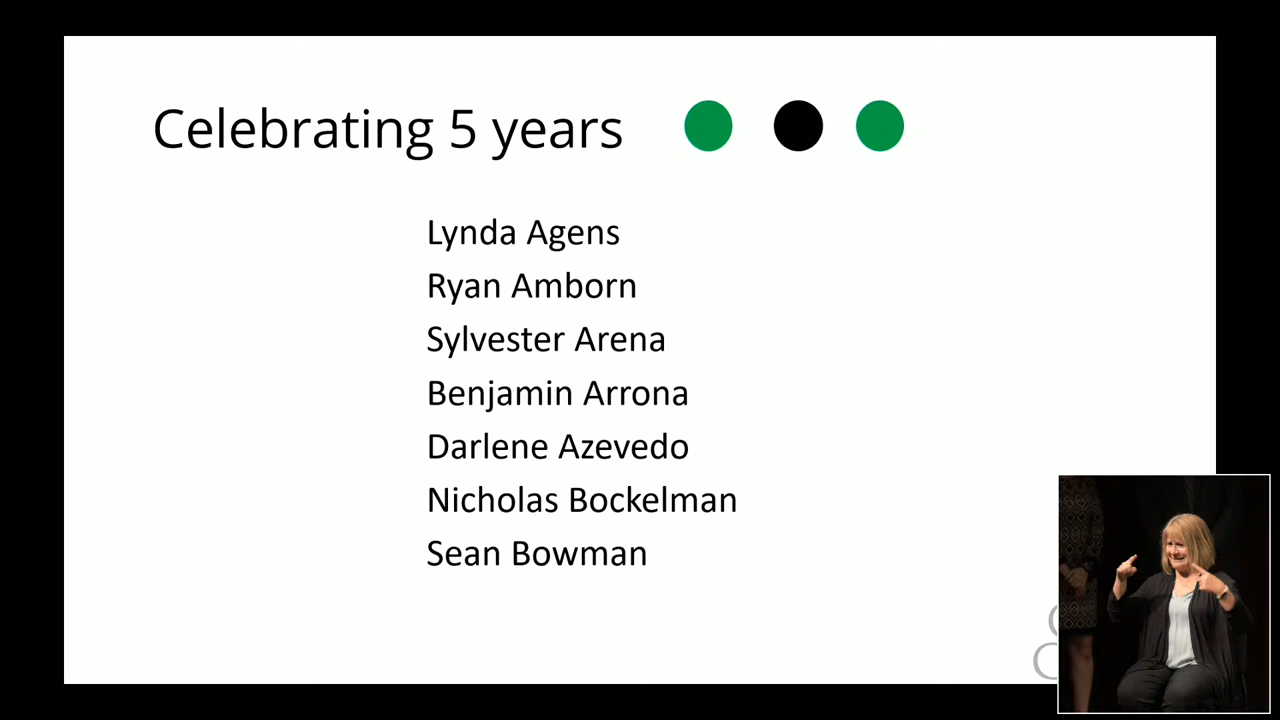 Celebrating 5 years
Lynda Agens
Ryan Amborn
Sylvester Arena
Benjamin Arrona
Darlene Azevedo
Nicholas Bockelman
Sean Bowman